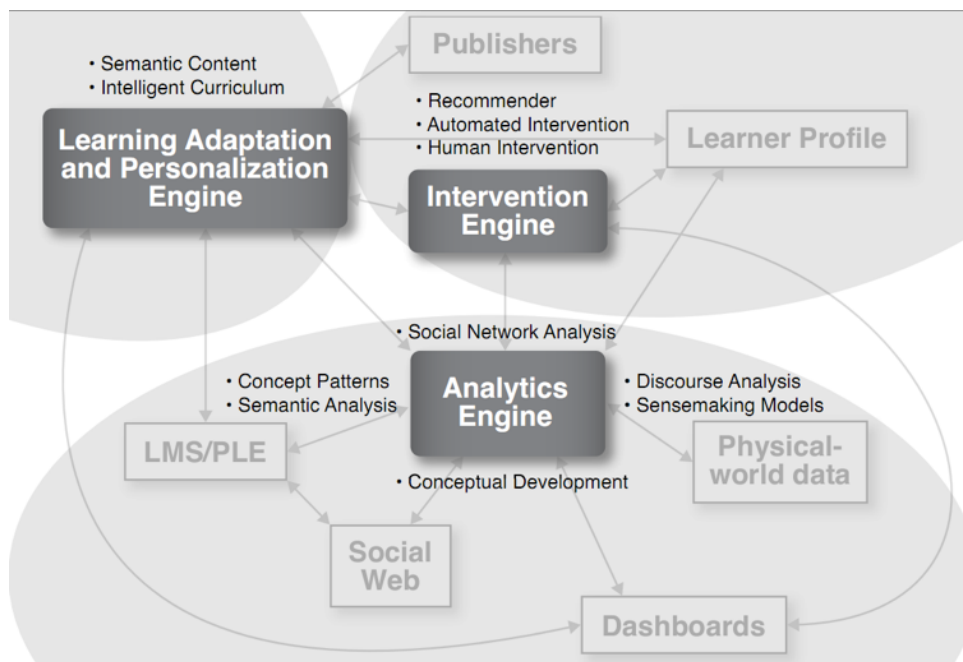 Publishers
• Semantic Content
• Intelligent Curriculum
Learning Adaptation
and Personalization
Engine
• Recommender
• Automated Intervention
• Human Intervention
Learner Profile
Intervention
Engine
• Social Network Analysis
• Concept Patterns
• Semantic Analysis
Analytics
Engine
• Discourse Analysis
• Sensemaking Models
LMS/PLE
Physical-
world data
• Conceptual Development
Social
Web
Dashboards